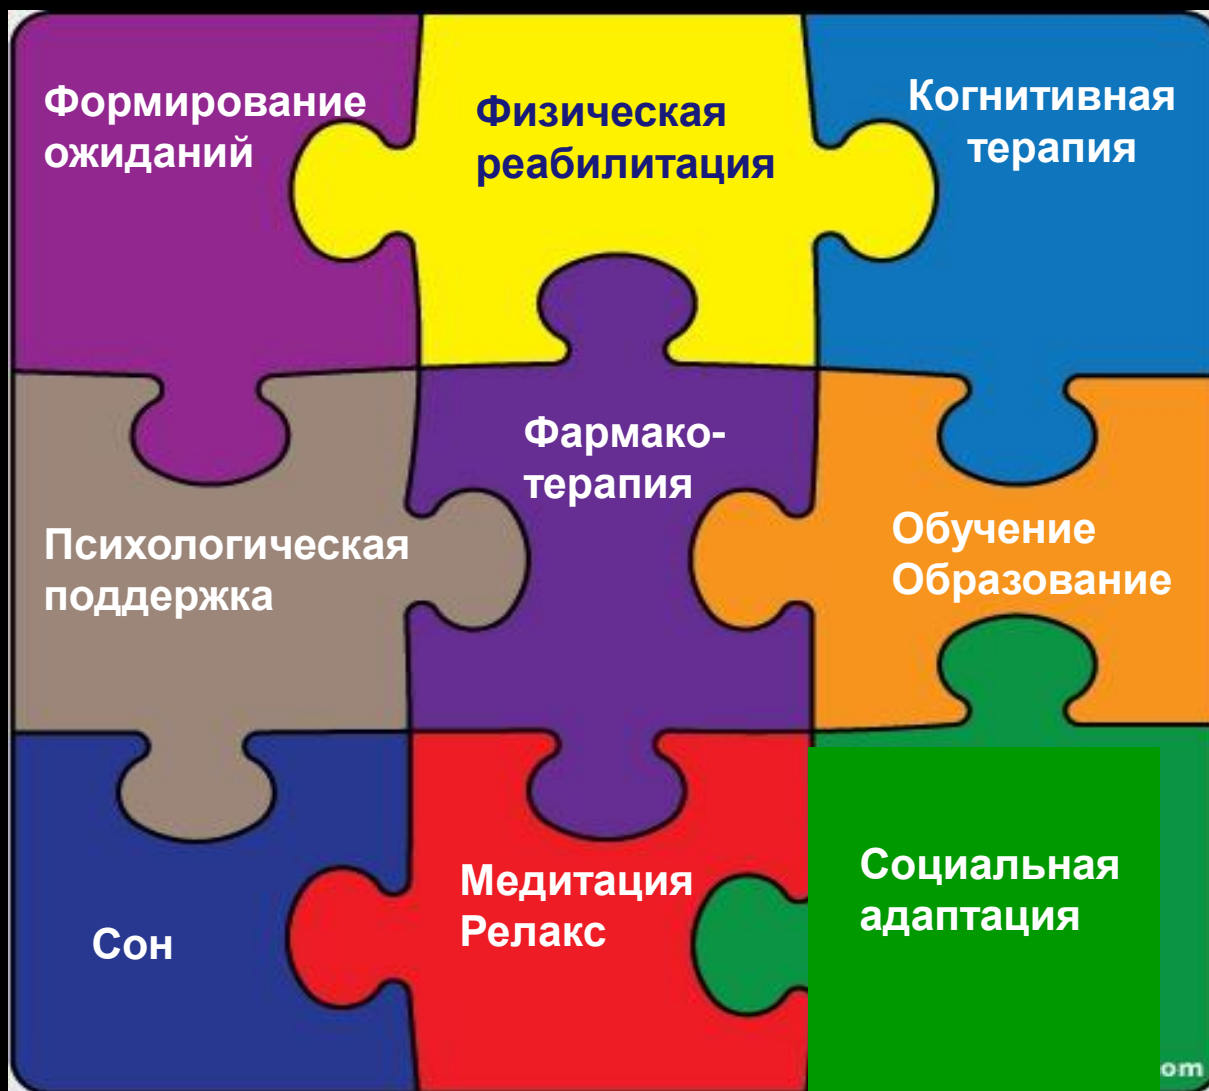 Формирование
ожиданий
Физическая
реабилитация
Когнитивная
терапия
Психологическая
поддержка
Фармако-
терапия
Обучение
Образование
Сон
Медитация
Релакс
Социальная
адаптация
om